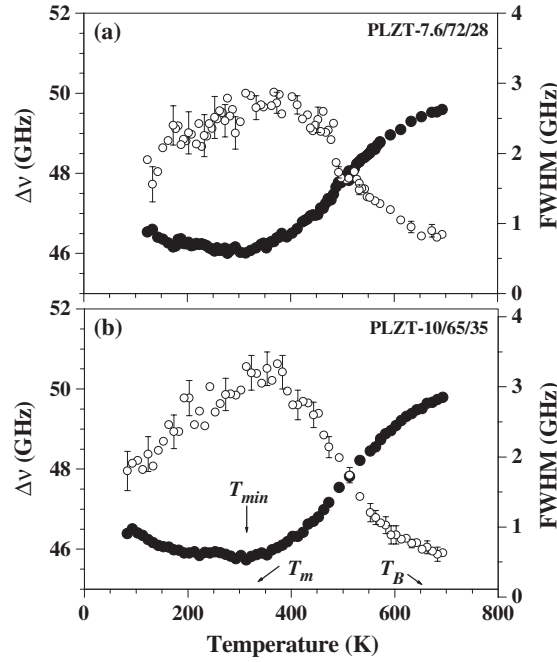 52
4
(a)
PLZT-7.6/72/28
50
3
Δν (GHz)
FWHM (GHz)
48
2
46
1
0
52
4
(b)
PLZT-10/65/35
50
3
Δν (GHz)
FWHM (GHz)
48
2
T_min
46
1
T_m
T_B
0
0 200 400 600 800
Temperature (K)